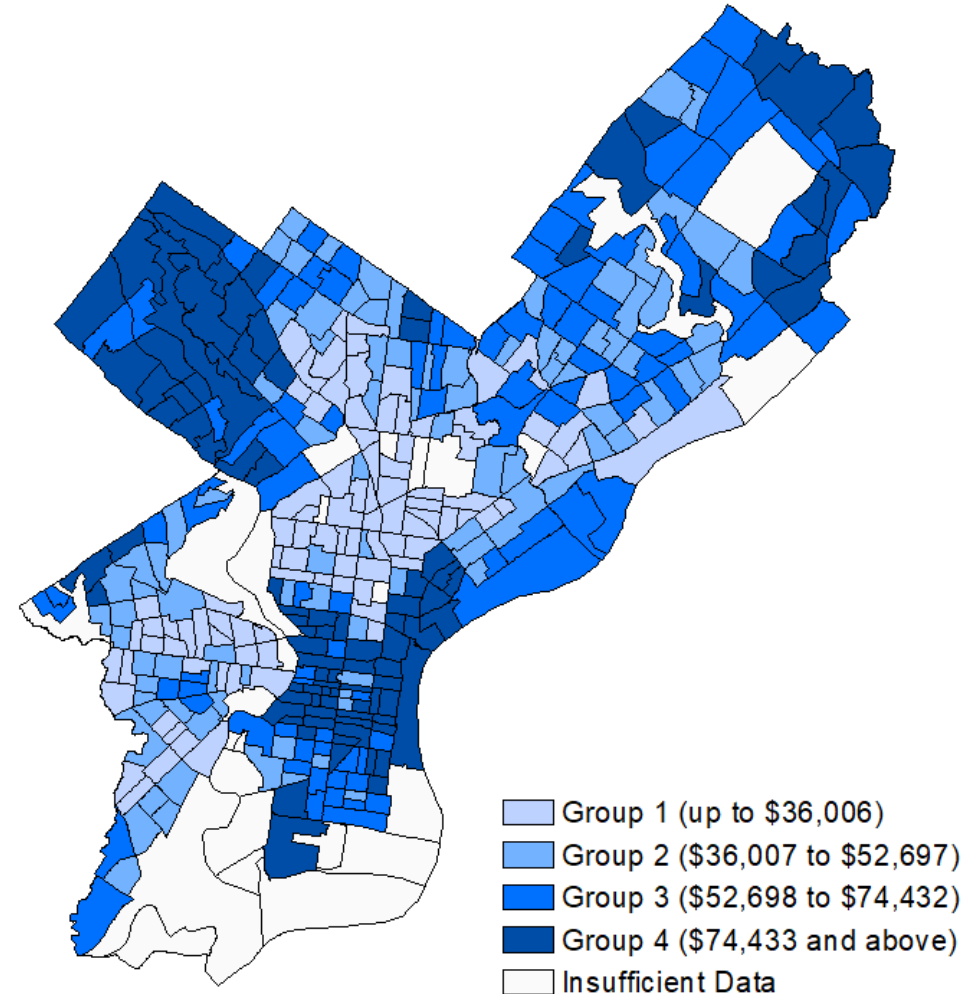 Group 1 (up to $36,006)
Group 2 ($36,007 to $52,697)
Group 3 ($52,698 to $74,432)
Group 4 ($74,433 and above)
Insufficient Data